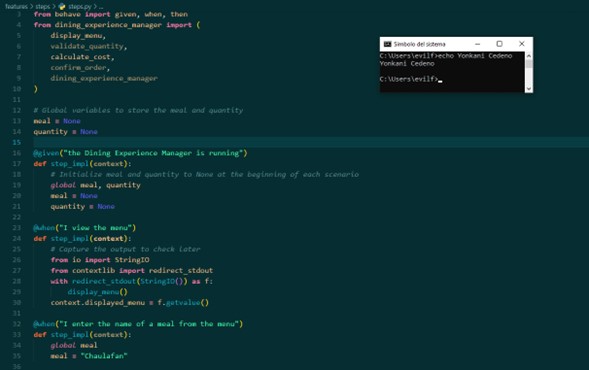 features > steps > steps.py > ...
3 from behave import given, when, then
4 from dining_experience_manager import (
5 display_menu,
6 validate_quantity,
7 calculate_cost,
8 confirm_order,
9 dining_experience_manager
10 )
11
12 # Global variables to store the meal and quantity
13 meal = None
14 quantity = None
15
16 @given("the Dining Experience Manager is running")
17 def step_impl(context):
18 # Initialize meal and quantity to None at the beginning of each scenario
19 global meal, quantity
20 meal = None
21 quantity = None
22
23 @when("I view the menu")
24 def step_impl(context):
25 # Capture the output to check later
26 from io import StringIO
27 from contextlib import redirect_stdout
28 with redirect_stdout(StringIO()) as f:
29 display_menu()
30 context.displayed_menu = f.getvalue()
31
32 @when("I enter the name of a meal from the menu")
33 def step_impl(context):
34 global meal
35 meal = "Chaulafan"
36
Símbolo del sistema
C:\Users\evilf>echo Yonkani Cedeno
Yonkani Cedeno
C:\Users\evilf>